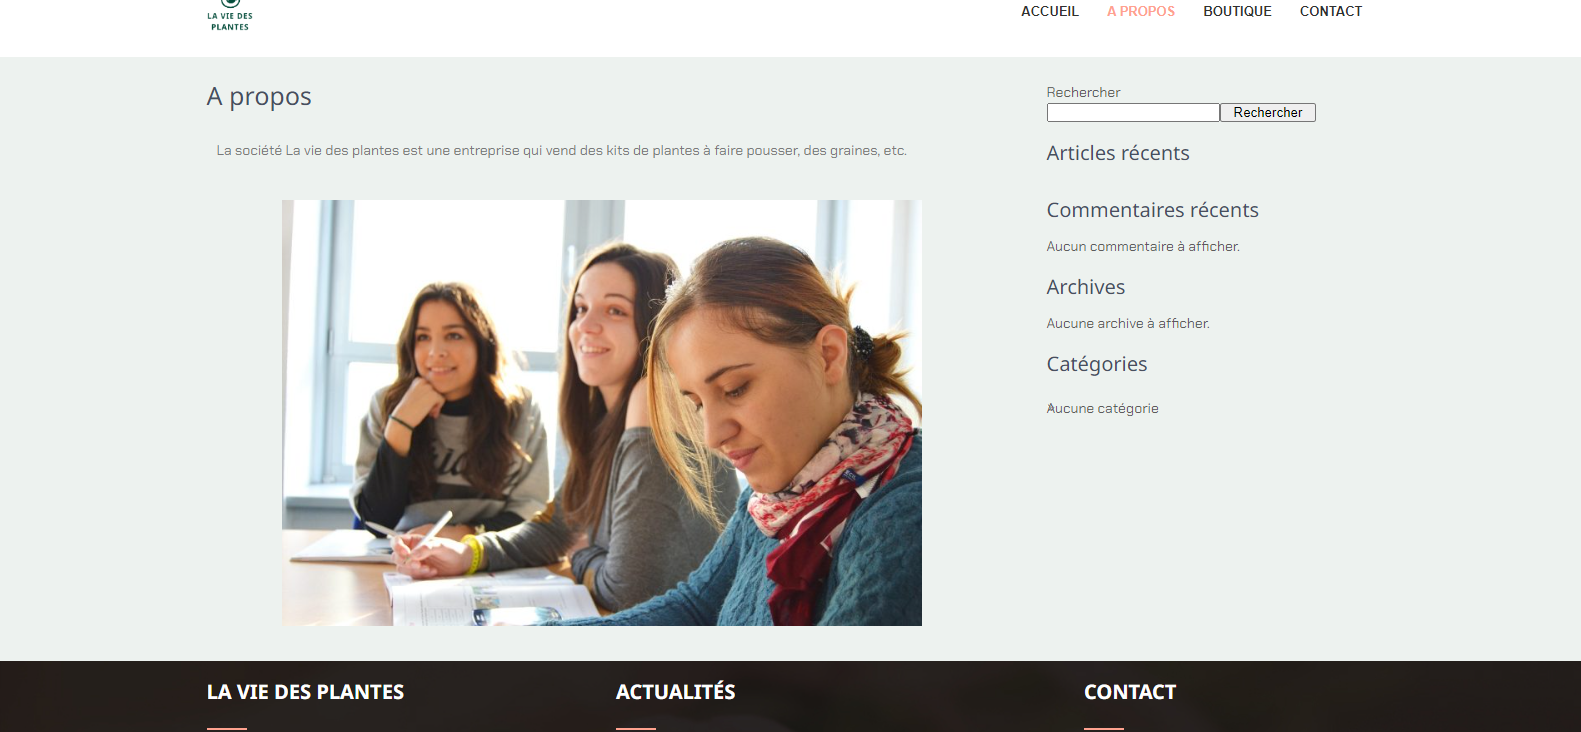 LA VIE DES
PLANTES
ACCUEIL
A PROPOS
BOUTIQUE
CONTACT
A propos
La société La vie des plantes est une entreprise qui vend des kits de plantes à faire pousser, des graines, etc.
Rechercher
Rechercher
Articles récents
Commentaires récents
Aucun commentaire à afficher.
Archives
Aucune archive à afficher.
Catégories
Aucune catégorie
LA VIE DES PLANTES
ACTUALITÉS
CONTACT